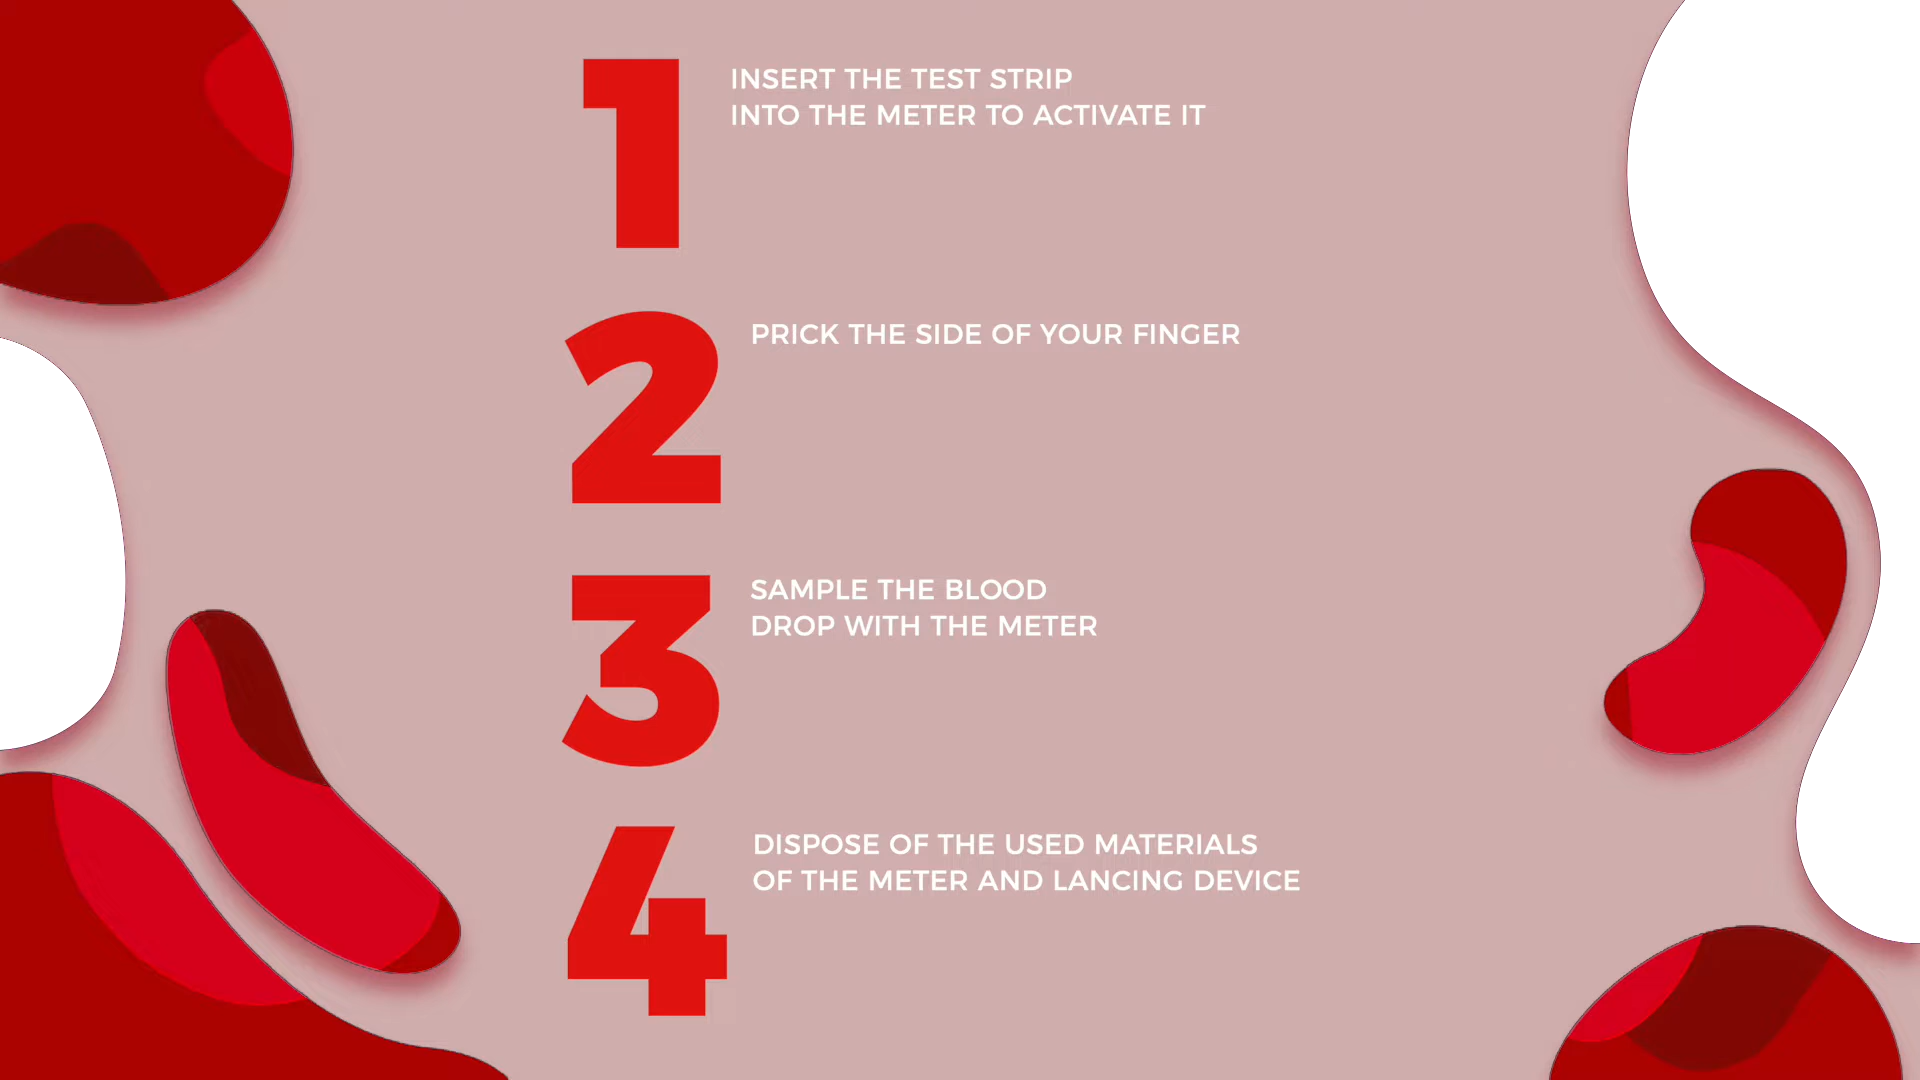 1
INSERT THE TEST STRIP
INTO THE METER TO ACTIVATE IT
2
PRICK THE SIDE OF YOUR FINGER
3
SAMPLE THE BLOOD
DROP WITH THE METER
4
DISPOSE OF THE USED MATERIALS
OF THE METER AND LANCING DEVICE